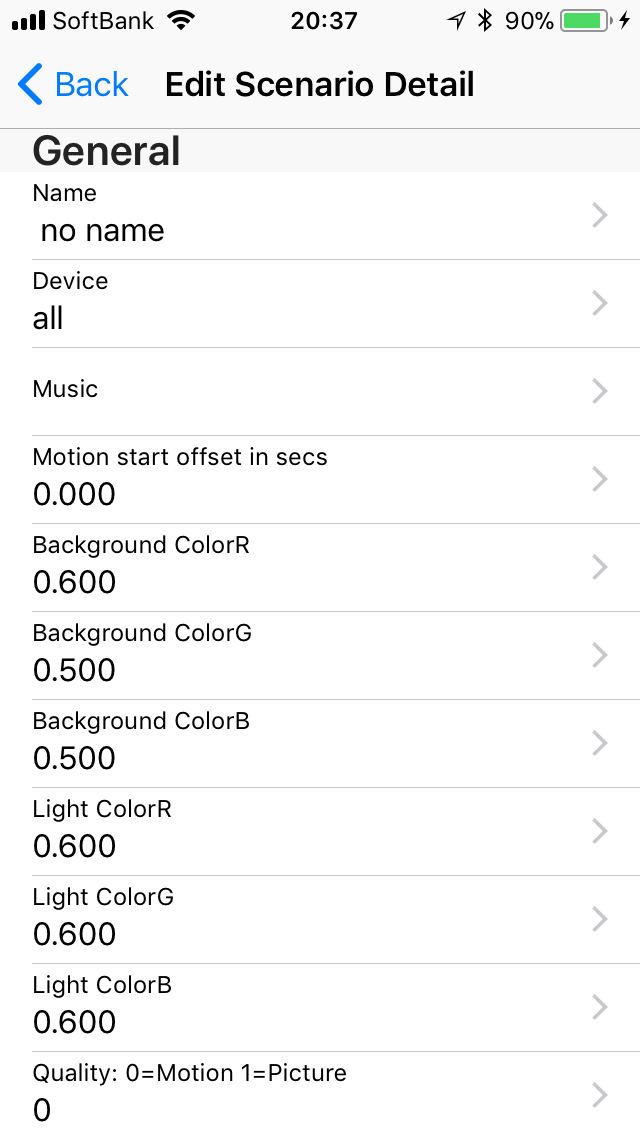 SoftBank 20:37 90%
Back Edit Scenario Detail
General
Name
no name
Device
all
Music
Motion start offset in secs
0.000
Background ColorR
0.600
Background ColorG
0.500
Background ColorB
0.500
Light ColorR
0.600
Light ColorG
0.600
Light ColorB
0.600
Quality: 0=Motion 1=Picture
0